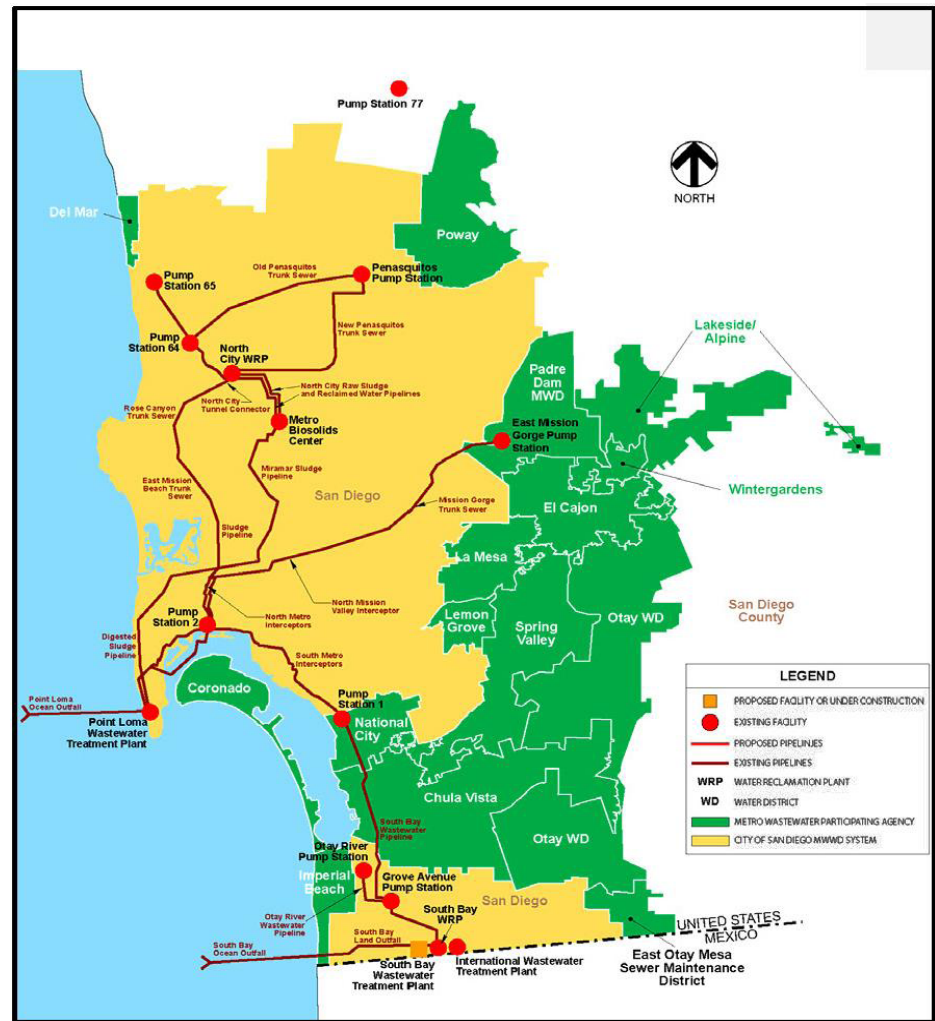 Pump Station 77
NORTH
Del Mar
Poway
Old Penasquitos
Trunk Sewer
Penasquitos
Pump Station
Pump
Station 65
New Penasquitos
Trunk Sewer
Lakeside/
Alpine
Pump
Station 64
North
City WRP
Padre
Dam
MWD
North City Raw Sludge
and Reclaimed Water Pipelines
North City
Tunnel Connector
Rose Canyon
Trunk Sewer
Metro
Biosolids
Center
East Mission
Gorge Pump
Station
Miramar Sludge
Pipeline
East Mission
Beach Trunk
Sewer
San Diego
Wintergardens
Mission Gorge
Trunk Sewer
El Cajon
Sludge
Pipeline
La Mesa
North Mission
Valley Interceptor
Pump
Station 2
North Metro
Interceptors
Lemon
Grove
Spring
Valley
Otay WD
San Diego
County
Digested
Sludge
Pipeline
South Metro
Interceptors
Coronado
Point Loma
Ocean Outfall
Point Loma
Wastewater
Treatment Plant
Pump
Station 1
National
City
LEGEND
PROPOSED FACILITY OR UNDER CONSTRUCTION
EXISTING FACILITY
PROPOSED PIPELINJES
EXISTING PIPELINES
WRP WATER RECLAMATION PLANT
WD WATER DISTRICT
METRO WASTEWATER PARTICIPATING AGENCY
CITY OF SAN DIEGO MWWD SYSTEM
Chula Vista
South Bay
Wastewater
Pipeline
Otay WD
Otay River
Pump Station
Imperial
Beach
Grove Avenue
Pump Station
Otay River
Wastewater
Pipeline
South Bay
WRP
San Diego
South Bay
Land Outfall
South Bay
Ocean Outfall
UNITED STATES
MEXICO
South Bay
Wastewater
Treatment Plant
International Wastewater
Treatment Plant
East Otay Mesa
Sewer Maintenance
District